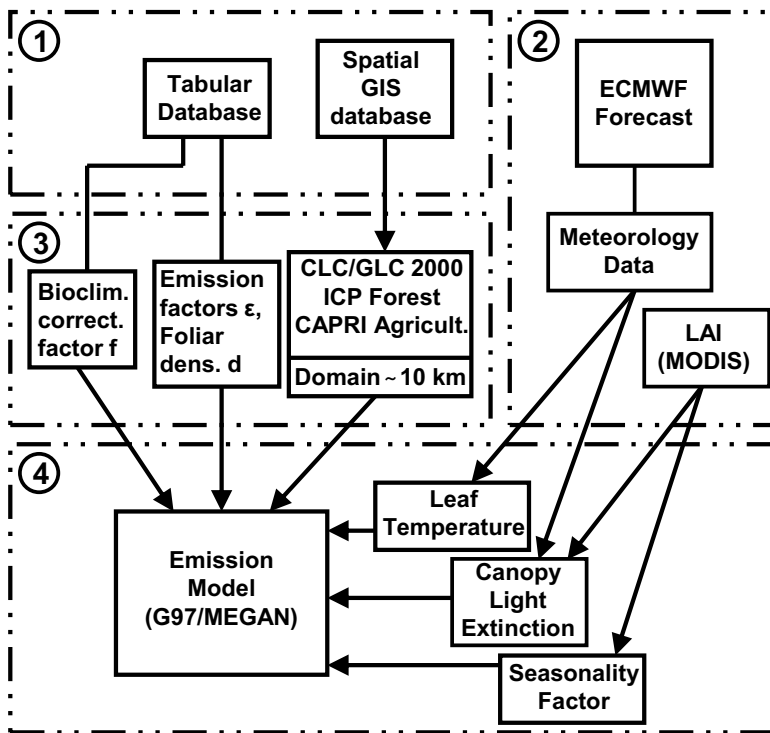 1
Tabular
Database
Spatial
GIS
database
2
ECMWF
Forecast
Meteorology
Data
LAI
(MODIS)
3
Bioclim.
correct.
factor f
Emission
factors ε,
Foliar
dens. d
CLC/GLC 2000
ICP Forest
CAPRI Agricult.
Domain ~ 10 km
4
Emission
Model
(G97/MEGAN)
Leaf
Temperature
Canopy
Light
Extinction
Seasonality
Factor